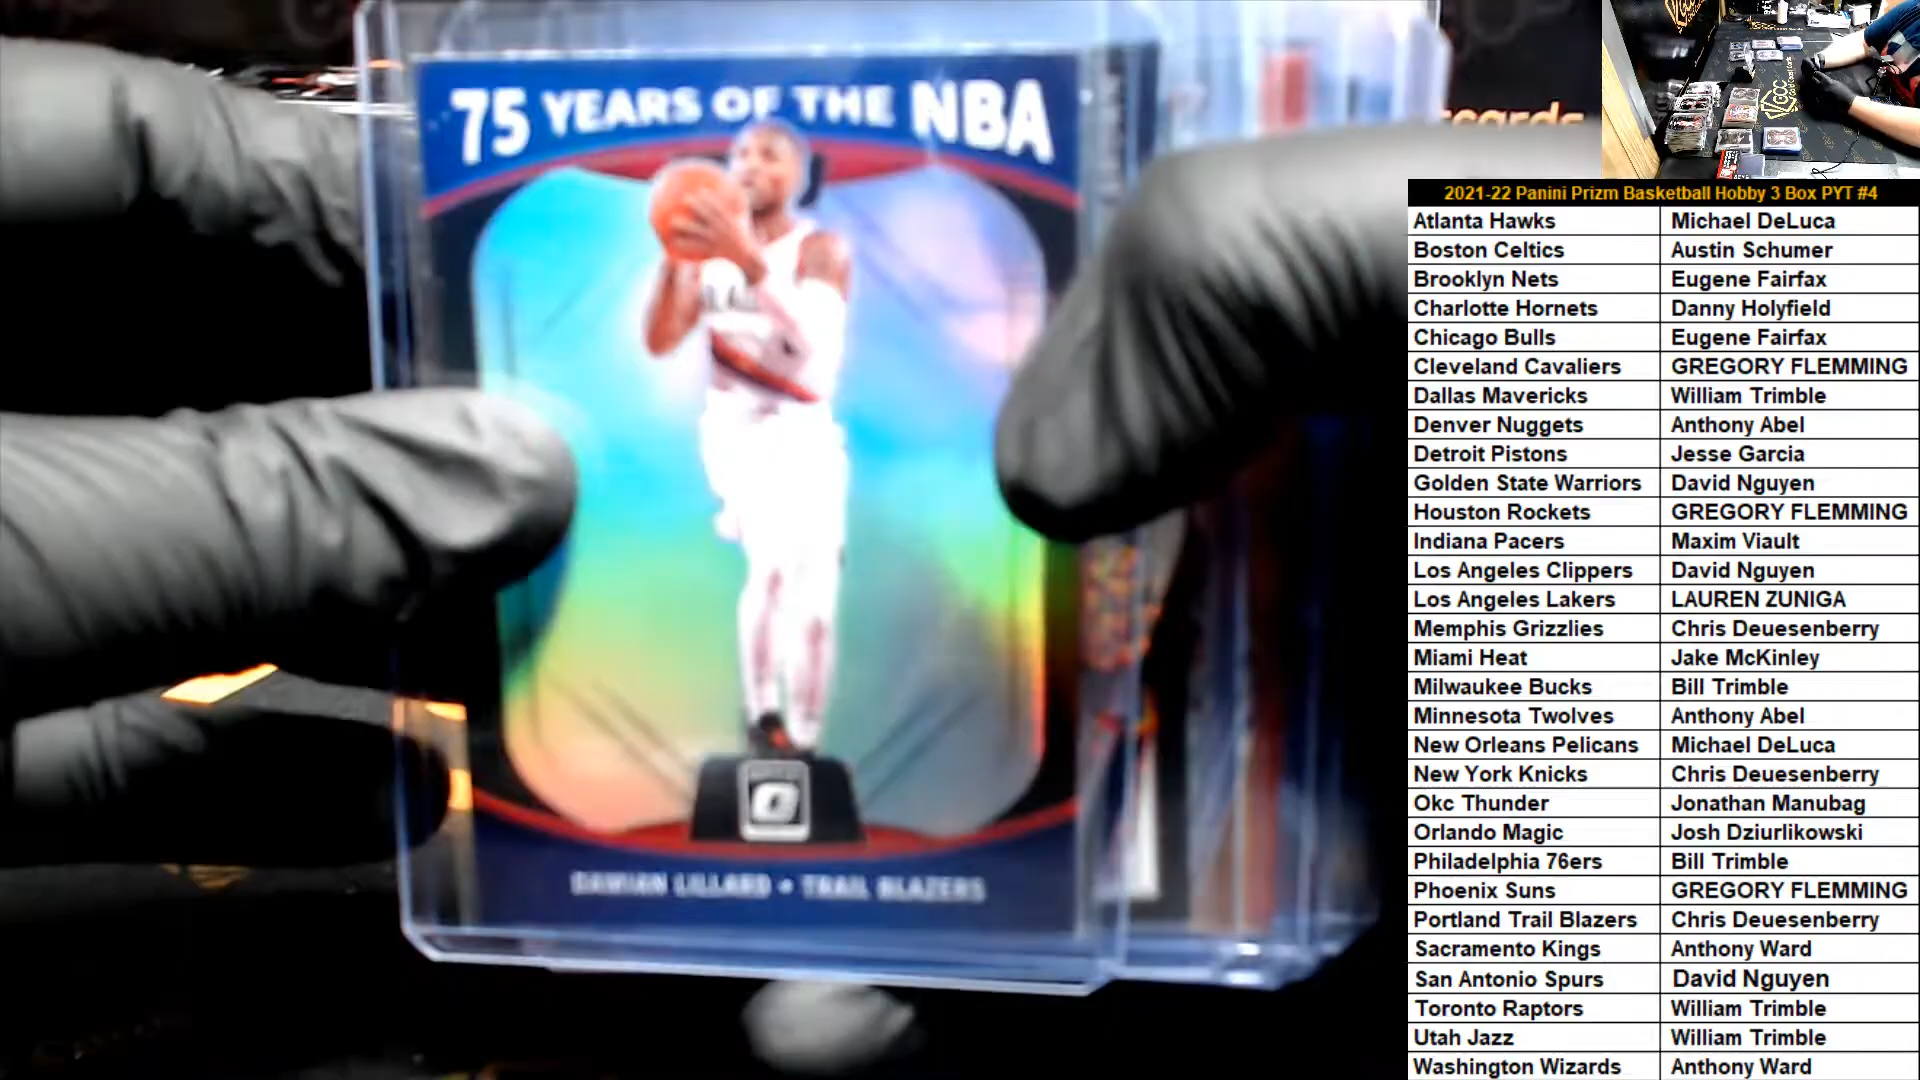 75 YEARS OF THE NBA
DAMIAN LILLARD • TRAIL BLAZERS
2021-22 Panini Prizm Basketball Hobby 3 Box PYT #4
Atlanta Hawks Michael DeLuca
Boston Celtics Austin Schumer
Brooklyn Nets Eugene Fairfax
Charlotte Hornets Danny Holyfield
Chicago Bulls Eugene Fairfax
Cleveland Cavaliers GREGORY FLEMMING
Dallas Mavericks William Trimble
Denver Nuggets Anthony Abel
Detroit Pistons Jesse Garcia
Golden State Warriors David Nguyen
Houston Rockets GREGORY FLEMMING
Indiana Pacers Maxim Viault
Los Angeles Clippers David Nguyen
Los Angeles Lakers LAUREN ZUNIGA
Memphis Grizzlies Chris Deuesenberry
Miami Heat Jake McKinley
Milwaukee Bucks Bill Trimble
Minnesota Twolves Anthony Abel
New Orleans Pelicans Michael DeLuca
New York Knicks Chris Deuesenberry
Okc Thunder Jonathan Manubag
Orlando Magic Josh Dziurlikowski
Philadelphia 76ers Bill Trimble
Phoenix Suns GREGORY FLEMMING
Portland Trail Blazers Chris Deuesenberry
Sacramento Kings Anthony Ward
San Antonio Spurs David Nguyen
Toronto Raptors William Trimble
Utah Jazz William Trimble
Washington Wizards Anthony Ward